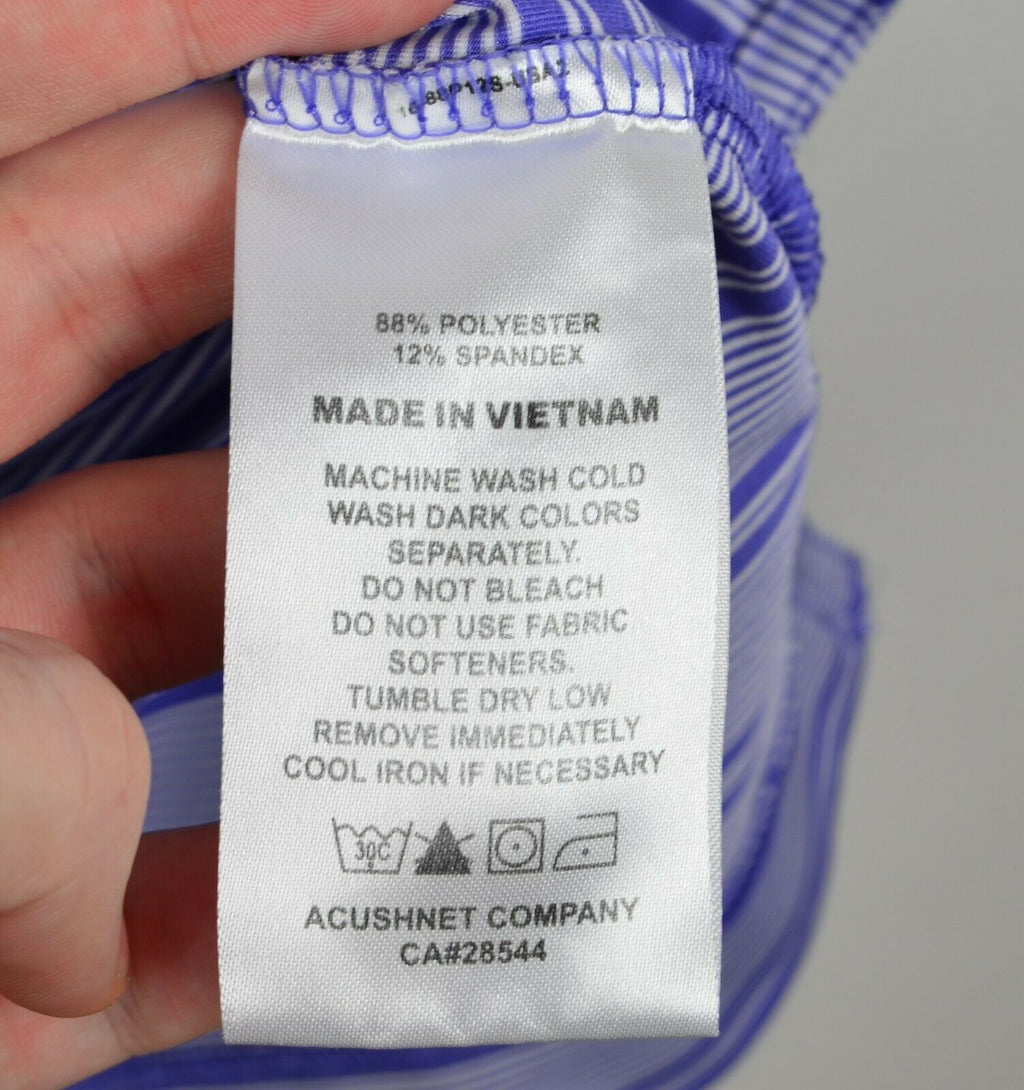 88% POLYESTER
12% SPANDEX
MADE IN VIETNAM
MACHINE WASH COLD
WASH DARK COLORS
SEPARATELY.
DO NOT BLEACH
DO NOT USE FABRIC
SOFTENERS.
TUMBLE DRY LOW
REMOVE IMMEDIATELY
COOL IRON IF NECESSARY
30C
ACUSHNET COMPANY
CA#28544